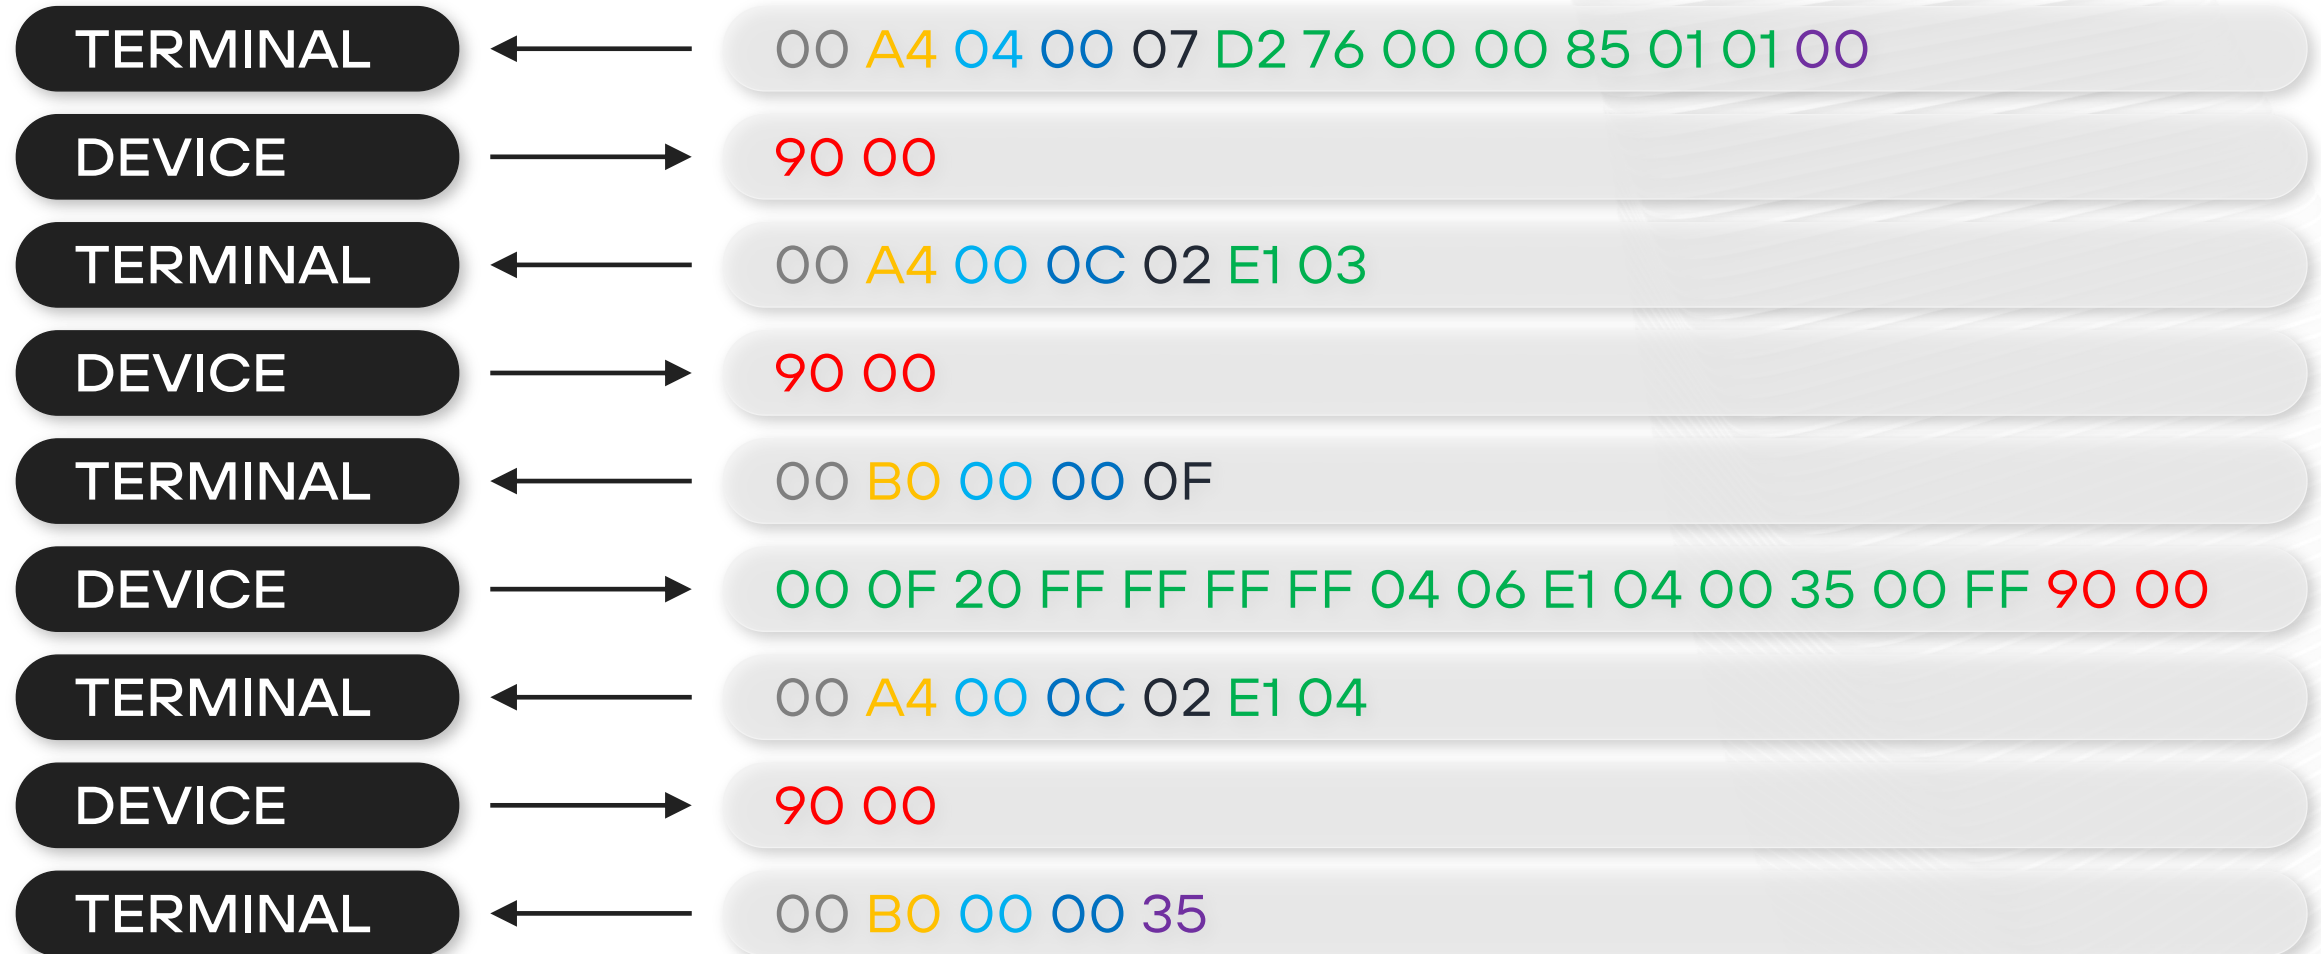 TERMINAL 00 A4 04 00 07 D2 76 00 00 85 01 01 00
DEVICE 90 00
TERMINAL 00 A4 00 0C 02 E1 03
DEVICE 90 00
TERMINAL 00 B0 00 00 0F
DEVICE 00 0F 20 FF FF FF FF 04 06 E1 04 00 35 00 FF 90 00
TERMINAL 00 A4 00 0C 02 E1 04
DEVICE 90 00
TERMINAL 00 B0 00 00 35